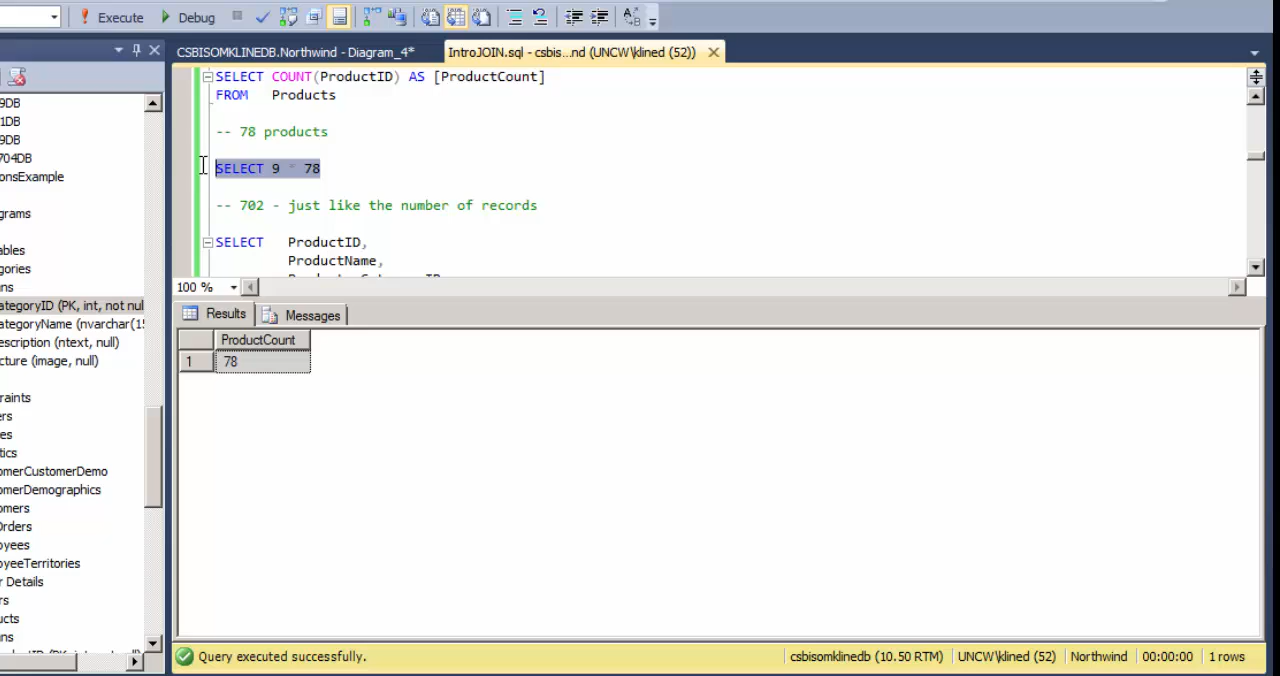 Execute Debug
CSBISOMKLINEDB.Northwind - Diagram_4*
IntroJOIN.sql - csbis...nd (UNCW\klined (52))
9DB
1DB
9DB
704DB
onsExample
grams
ables
egories
ns
ategoryID (PK, int, not nul
ategoryName (nvarchar(1
escription (ntext, null)
cture (image, null)
raints
ers
es
tics
omerCustomerDemo
omerDemographics
omers
Orders
oyees
oyeeTerritories
r Details
rs
ucts
ns
SELECT COUNT(ProductID) AS [ProductCount]
FROM Products
-- 78 products
SELECT 9 * 78
-- 702 - just like the number of records
SELECT ProductID,
ProductName,
100 %
Results Messages
ProductCount
1 78
Query executed successfully.
csbisomklinedb (10.50 RTM) UNCW\klined (52) Northwind 00:00:00 1 rows